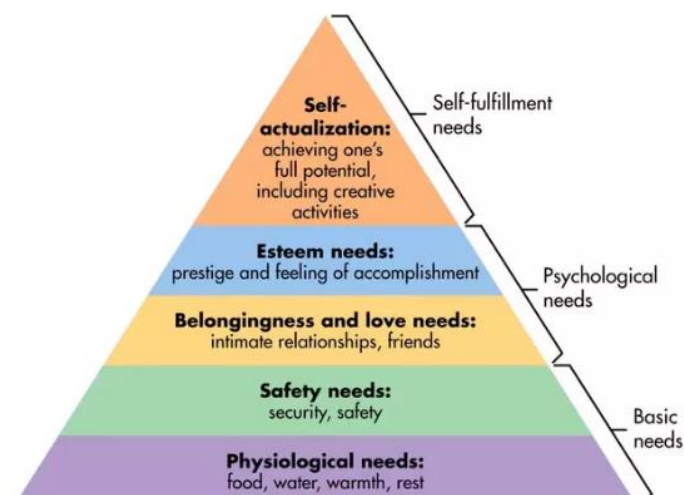 Self-
actualization:
achieving one's
full potential,
including creative
activities
Self-fulfillment
needs
Esteem needs:
prestige and feeling of accomplishment
Psychological
needs
Belongingness and love needs:
intimate relationships, friends
Safety needs:
security, safety
Basic
needs
Physiological needs:
food, water, warmth, rest